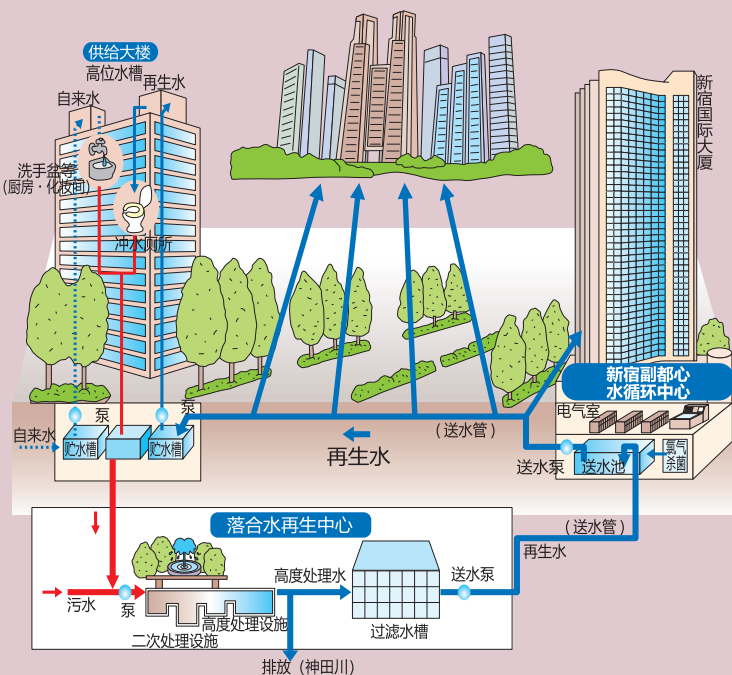 供给大楼
高位水槽
再生水
自来水
洗手盆等
(厨房·化妆间)
冲水厕所
新宿国际大厦
新宿副都心
水循环中心
电气室
泵
泵
自来水
贮水槽
贮水槽
(送水管)
再生水
送水泵
送水池
氯气
杀菌
落合水再生中心
(送水管)
再生水
污水
泵
高度处理水
送水泵
高度处理设施
二次处理设施
过滤水槽
排放 (神田川)